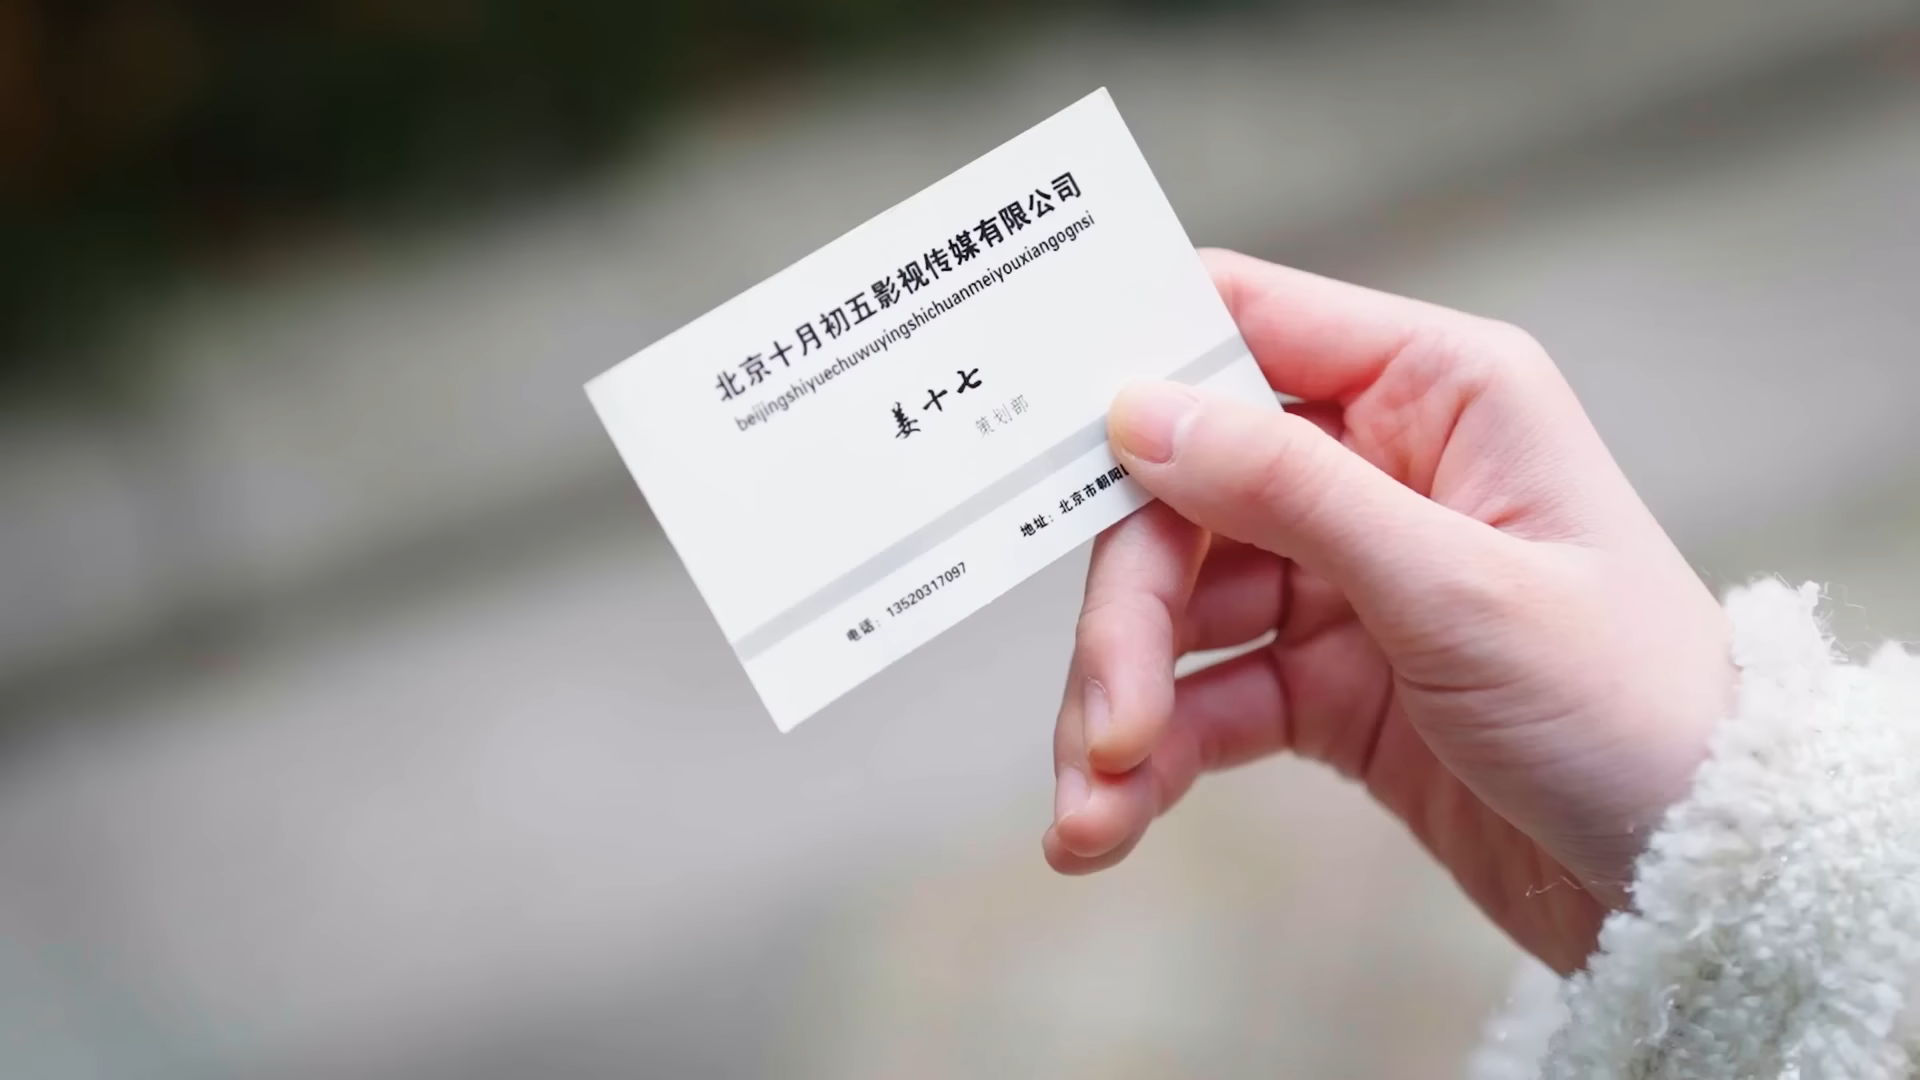 北京十月初五影视传媒有限公司
beijingshiyuechuwuyingshichuanmeiyouxiangognsi
姜十七
策划部
电话：13520317097
地址：北京市朝阳